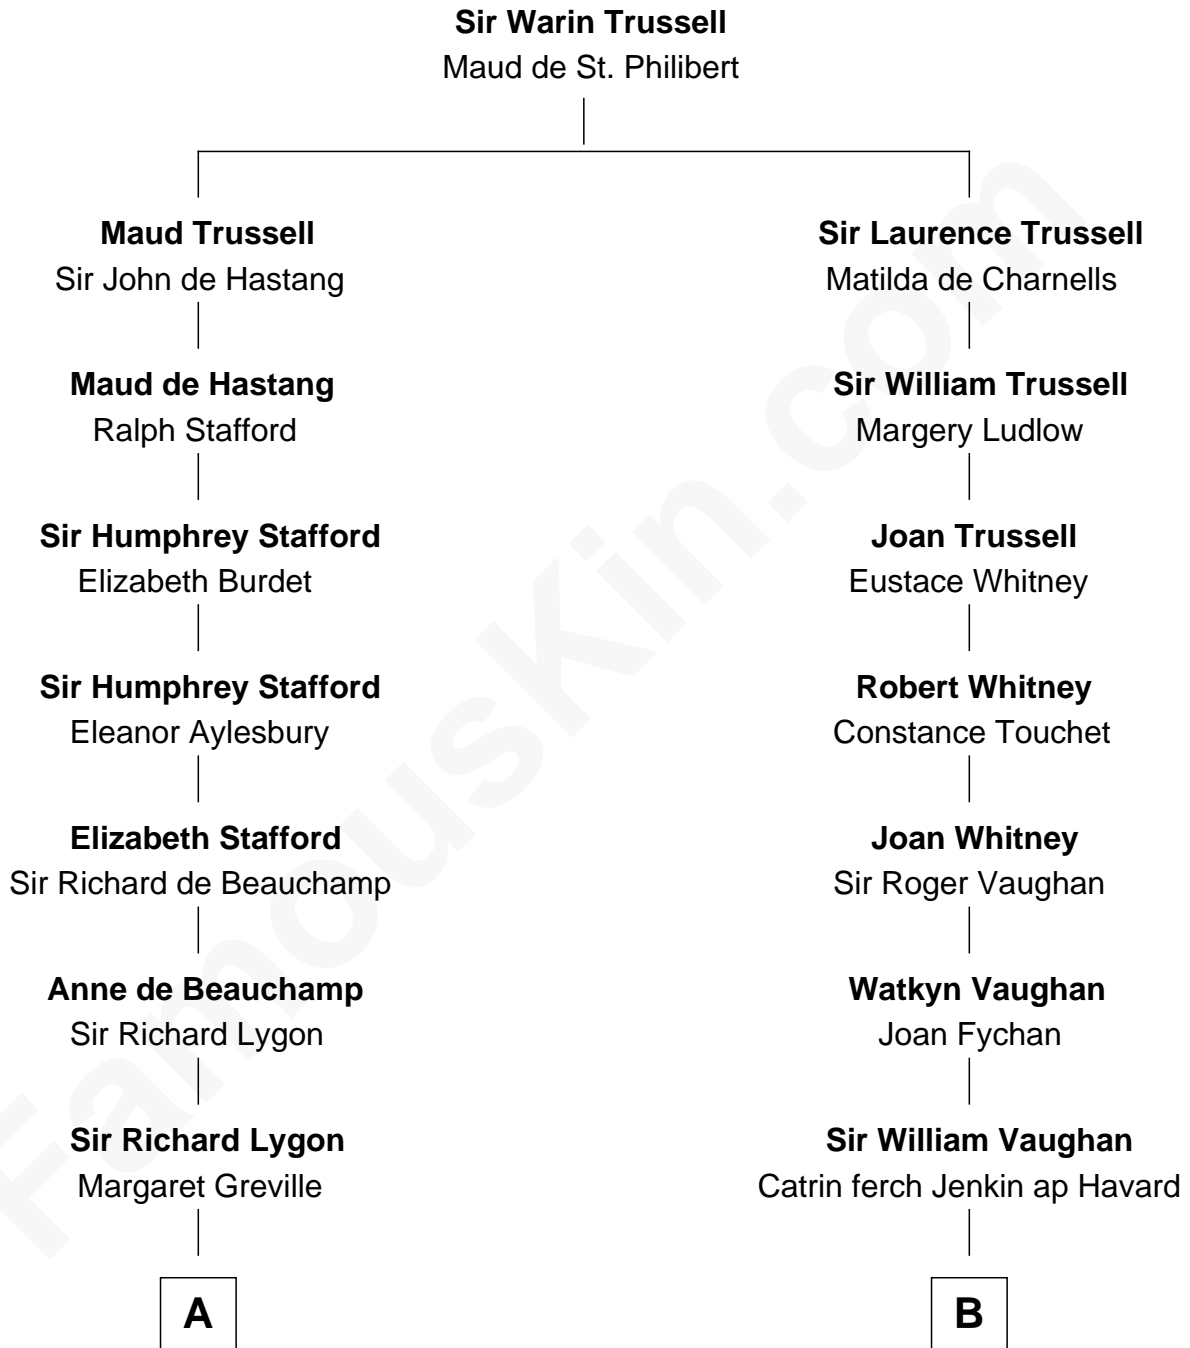 Sir Warin Trussell
Maud de St. Philibert
Maud Trussell
Sir John de Hastang
Sir Laurence Trussell
Matilda de Charnells
Maud de Hastang
Ralph Stafford
Sir William Trussell
Margery Ludlow
Sir Humphrey Stafford
Elizabeth Burdet
Joan Trussell
Eustace Whitney
Sir Humphrey Stafford
Eleanor Aylesbury
Robert Whitney
Constance Touchet
Elizabeth Stafford
Sir Richard de Beauchamp
Joan Whitney
Sir Roger Vaughan
Anne de Beauchamp
Sir Richard Lygon
Watkyn Vaughan
Joan Fychan
Sir Richard Lygon
Margaret Greville
Sir William Vaughan
Catrin ferch Jenkin ap Havard
A
B
FamousKin.com